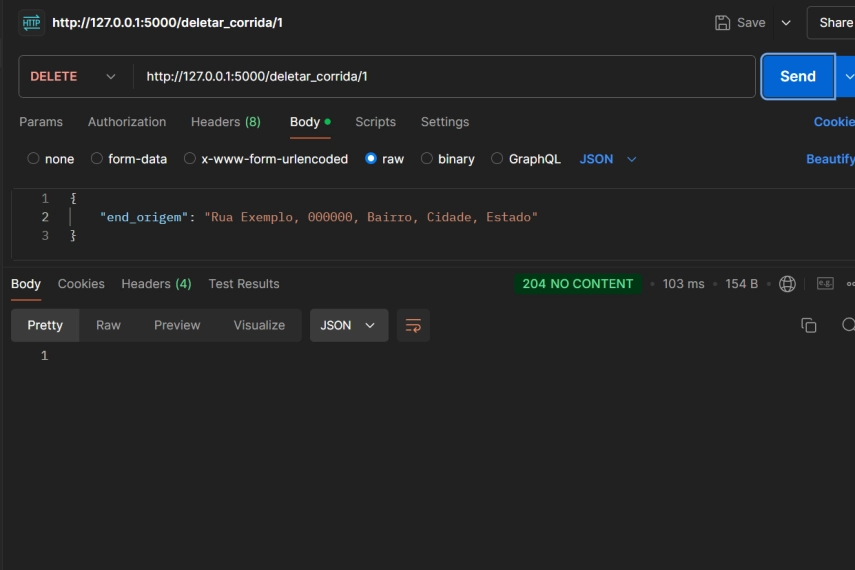 HTTP http://127.0.0.1:5000/deletar_corrida/1 Save Share
DELETE http://127.0.0.1:5000/deletar_corrida/1 Send
Params Authorization Headers (8) Body Scripts Settings Cookie
none form-data x-www-form-urlencoded raw binary GraphQL JSON Beautify
1 {
2 "end_origem": "Rua Exemplo, 000000, Bairro, Cidade, Estado"
3 }
Body Cookies Headers (4) Test Results 204 NO CONTENT 103 ms 154 B e.g.
Pretty Raw Preview Visualize JSON
1